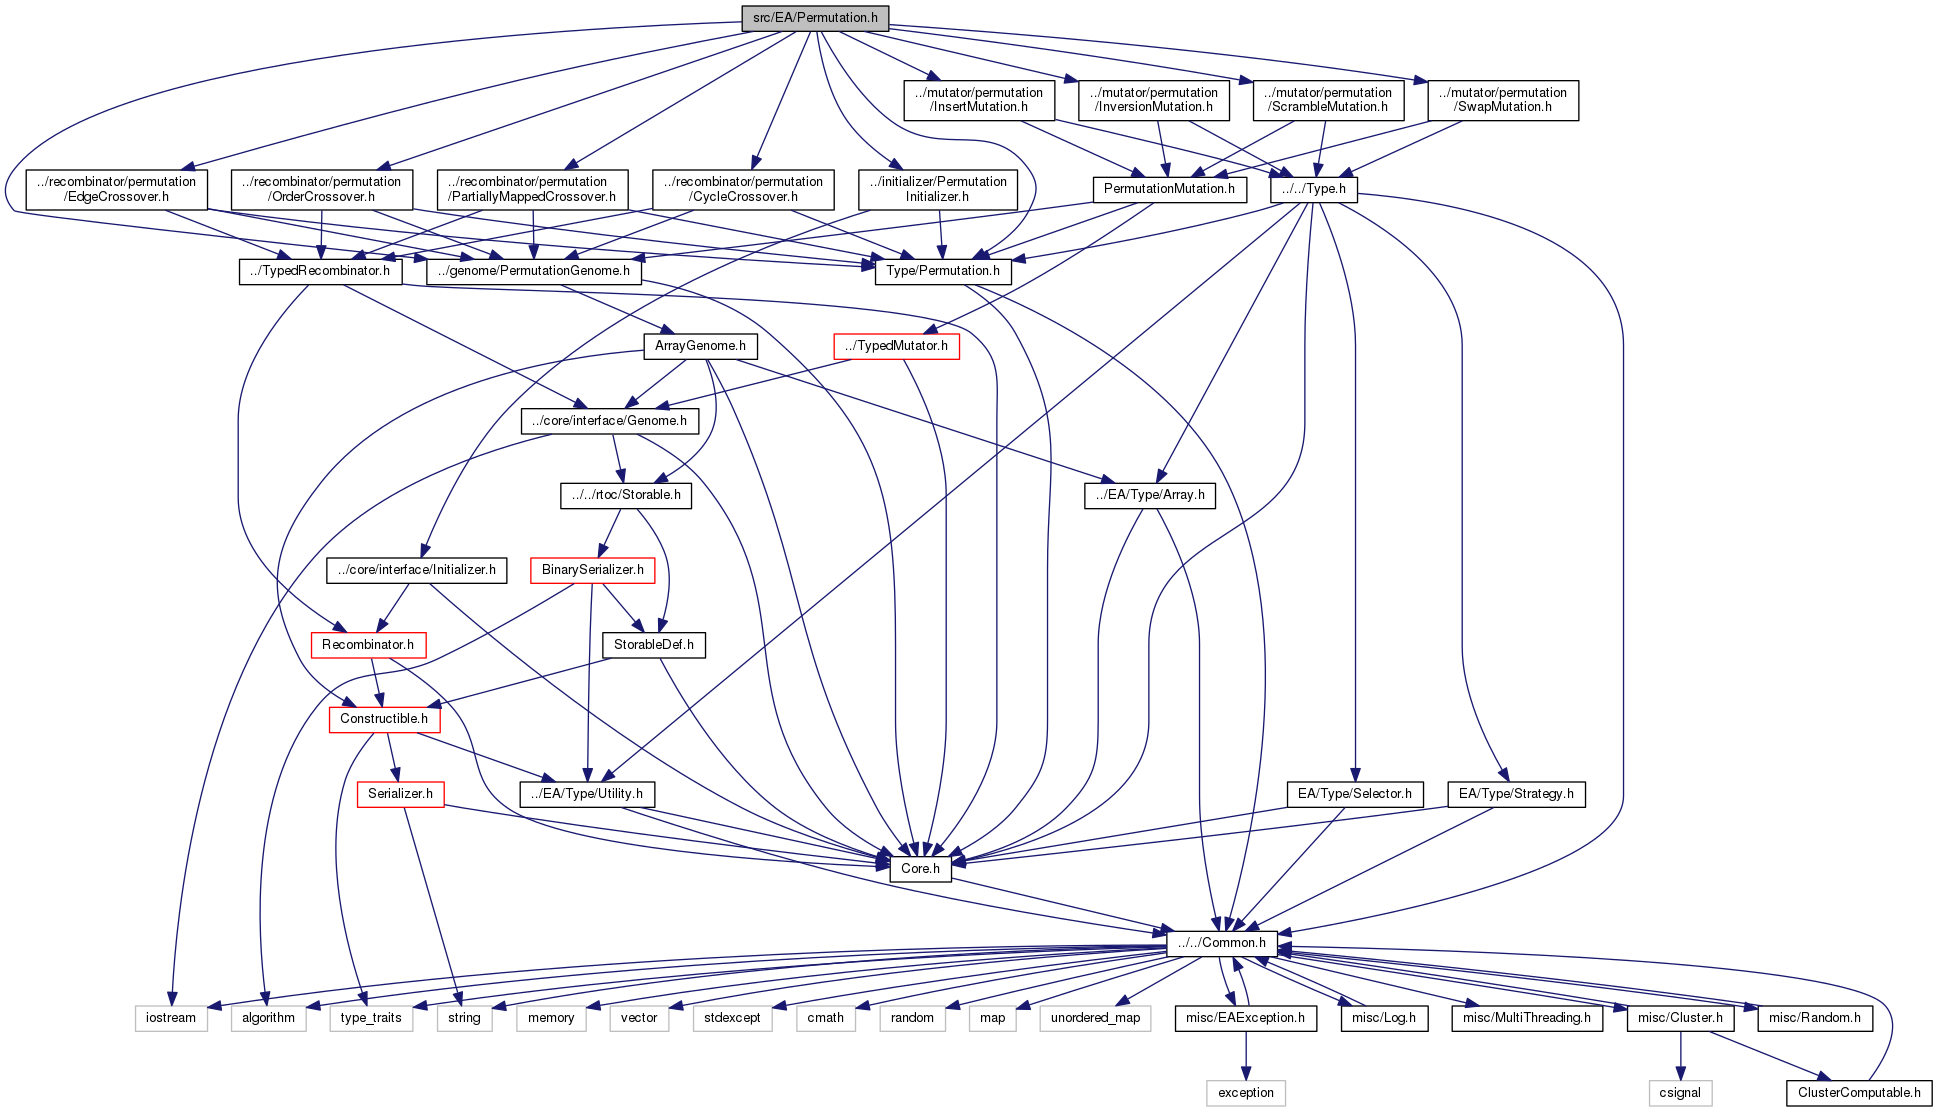 src/EA/Permutation.h
../mutator/permutation
/InsertMutation.h
../mutator/permutation
/InversionMutation.h
../mutator/permutation
/ScrambleMutation.h
../mutator/permutation
/SwapMutation.h
../recombinator/permutation
/EdgeCrossover.h
../recombinator/permutation
/OrderCrossover.h
../recombinator/permutation
/PartiallyMappedCrossover.h
../recombinator/permutation
/CycleCrossover.h
../initializer/Permutation
Initializer.h
PermutationMutation.h
../../Type.h
../TypedRecombinator.h
../genome/PermutationGenome.h
Type/Permutation.h
ArrayGenome.h
../TypedMutator.h
../core/interface/Genome.h
../../rtoc/Storable.h
../EA/Type/Array.h
../core/interface/Initializer.h
BinarySerializer.h
Recombinator.h
StorableDef.h
Constructible.h
Serializer.h
../EA/Type/Utility.h
EA/Type/Selector.h
EA/Type/Strategy.h
Core.h
../../Common.h
iostream
algorithm
type_traits
string
memory
vector
stdexcept
cmath
random
map
unordered_map
misc/EAException.h
misc/Log.h
misc/MultiThreading.h
misc/Cluster.h
misc/Random.h
exception
csignal
ClusterComputable.h